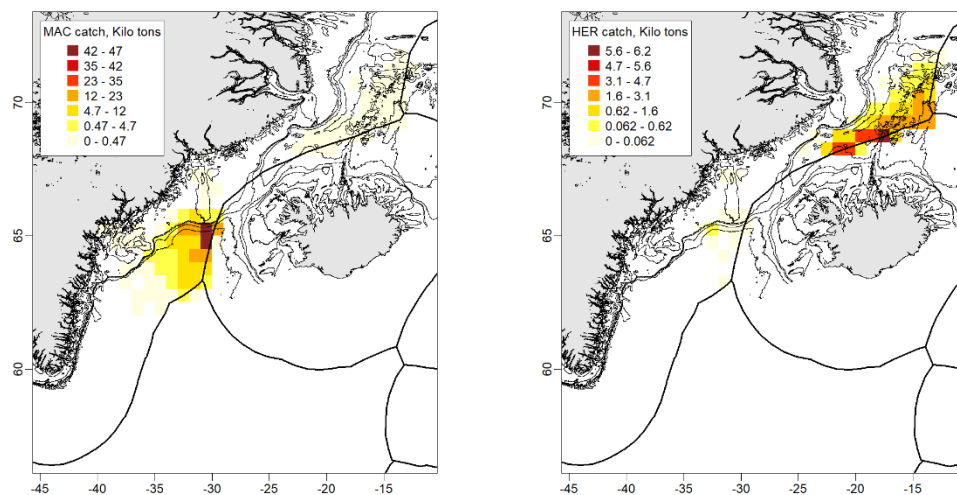 MAC catch, Kilo tons
42 - 47
35 - 42
23 - 35
12 - 23
4.7 - 12
0.47 - 4.7
0 - 0.47
70
65
60
-45 -40 -35 -30 -25 -20 -15
HER catch, Kilo tons
5.6 - 6.2
4.7 - 5.6
3.1 - 4.7
1.6 - 3.1
0.62 - 1.6
0.062 - 0.62
0 - 0.062
70
65
60
-45 -40 -35 -30 -25 -20 -15